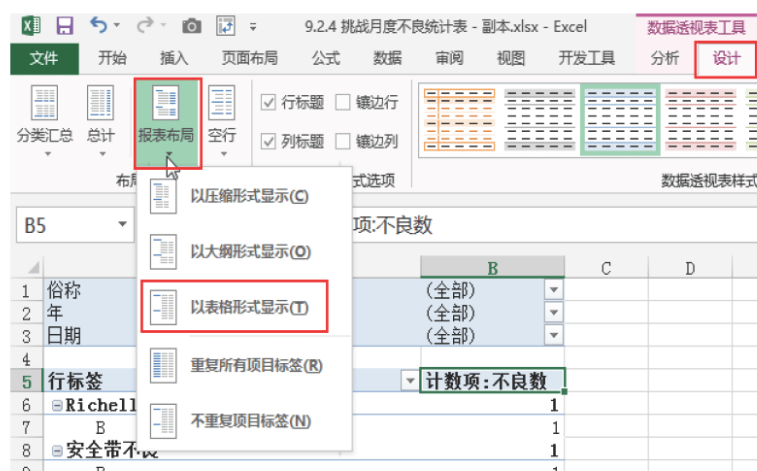 9.2.4 挑战月度不良统计表 - 副本.xlsx - Excel 数据透视表工具
文件 开始 插入 页面布局 公式 数据 审阅 视图 开发工具 分析 设计
分类汇总 总计 报表布局 空行
行标题 镶边行
列标题 镶边列
式选项 数据透视表样式
以压缩形式显示(C)
以大纲形式显示(O)
以表格形式显示(T)
重复所有项目标签(R)
不重复项目标签(N)
B5 项:不良数
B C D
1 俗称 (全部)
2 年 (全部)
3 日期 (全部)
4
5 行标签 计数项:不良数
6 Richell 1
7 B 1
8 安全带不良 1
9 B 1